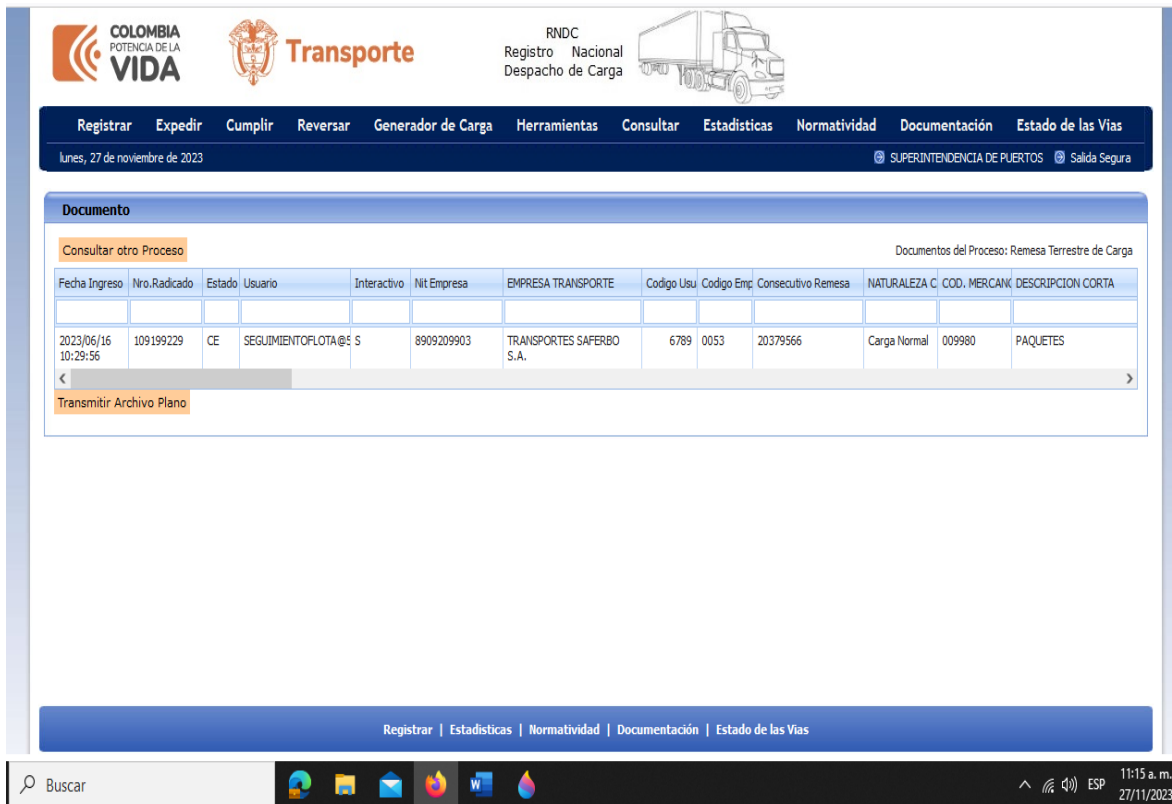 COLOMBIA
POTENCIA DE LA
VIDA
Transporte
RNDC
Registro Nacional
Despacho de Carga
Registrar Expedir Cumplir Reversar Generador de Carga Herramientas Consultar Estadisticas Normatividad Documentación Estado de las Vias
lunes, 27 de noviembre de 2023 SUPERINTENDENCIA DE PUERTOS Salida Segura
Documento
Consultar otro Proceso Documentos del Proceso: Remesa Terrestre de Carga
Fecha Ingreso Nro.Radicado Estado Usuario Interactivo Nit Empresa EMPRESA TRANSPORTE Codigo Usu Codigo Emp Consecutivo Remesa NATURALEZA C COD. MERCANC DESCRIPCION CORTA
2023/06/16 109199229 CE SEGUIMIENTOFLOTA@5 S 8909209903 TRANSPORTES SAFERBO 6789 0053 20379566 Carga Normal 009980 PAQUETES
10:29:56 S.A.
Transmitir Archivo Plano
Registrar | Estadisticas | Normatividad | Documentación | Estado de las Vias
Buscar ESP 11:15 a. m.
27/11/2023